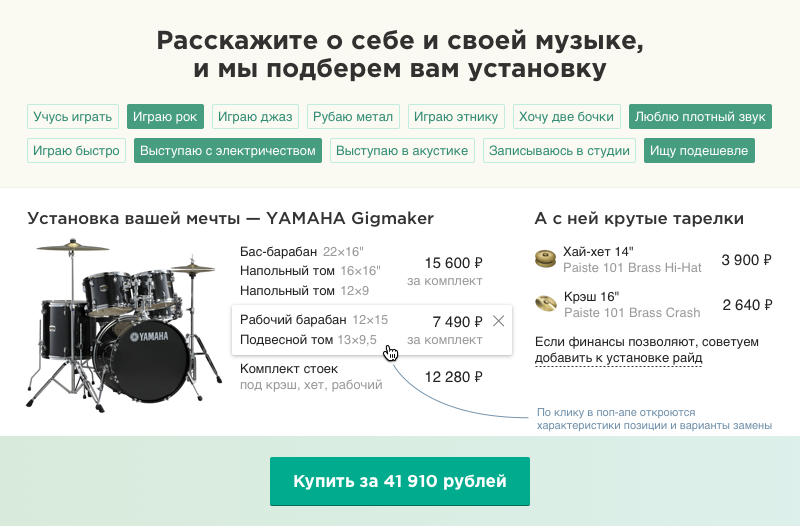 Расскажите о себе и своей музыке,
и мы подберем вам установку
Учусь играть Играю рок Играю джаз Рубаю метал Играю этнику Хочу две бочки Люблю плотный звук
Играю быстро Выступаю с электричеством Выступаю в акустике Записываюсь в студии Ищу подешевле
Установка вашей мечты — YAMAHA Gigmaker
YAMAHA
Бас-барабан 22×16"
Напольный том 16×16"
Напольный том 12×9
15 600 ₽
за комплект
Рабочий барабан 12×15
Подвесной том 13×9,5
7 490 ₽
за комплект
Комплект стоек
под крэш, хет, рабочий
12 280 ₽
А с ней крутые тарелки
Хай-хет 14"
Paiste 101 Brass Hi-Hat
3 900 ₽
Крэш 16"
Paiste 101 Brass Crash
2 640 ₽
Если финансы позволяют, советуем
добавить к установке райд
По клику в поп-апе откроются
характеристики позиции и варианты замены
Купить за 41 910 рублей